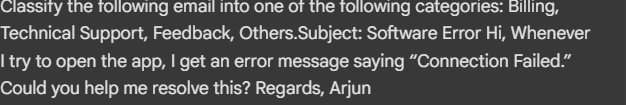 Classify the following email into one of the following categories: Billing,
Technical Support, Feedback, Others.Subject: Software Error Hi, Whenever
I try to open the app, I get an error message saying “Connection Failed.”
Could you help me resolve this? Regards, Arjun